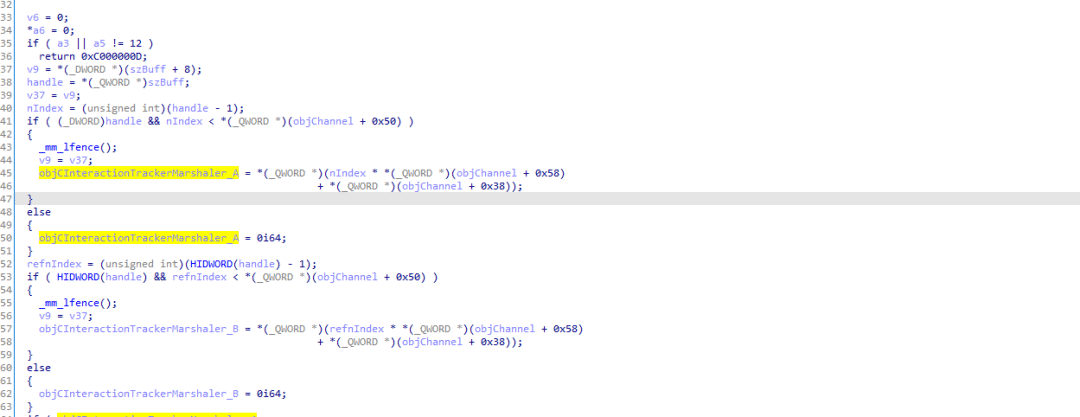 32
33 v6 = 0;
34 *a6 = 0;
35 if ( a3 || a5 != 12 )
36 return 0xC000000D;
37 v9 = *(_DWORD *)(szBuff + 8);
38 handle = *(_QWORD *)szBuff;
39 v37 = v9;
40 nIndex = (unsigned int)(handle - 1);
41 if ( (_DWORD)handle && nIndex < *(_QWORD *)(objChannel + 0x50) )
42 {
43 _mm_lfence();
44 v9 = v37;
45 objCInteractionTrackerMarshaler_A = *(_QWORD *)(nIndex * *(_QWORD *)(objChannel + 0x58)
46 + *(_QWORD *)(objChannel + 0x38));
47 }
48 else
49 {
50 objCInteractionTrackerMarshaler_A = 0i64;
51 }
52 refnIndex = (unsigned int)(HIDWORD(handle) - 1);
53 if ( HIDWORD(handle) && refnIndex < *(_QWORD *)(objChannel + 0x50) )
54 {
55 _mm_lfence();
56 v9 = v37;
57 objCInteractionTrackerMarshaler_B = *(_QWORD *)(refnIndex * *(_QWORD *)(objChannel + 0x58)
58 + *(_QWORD *)(objChannel + 0x38));
59 }
60 else
61 {
62 objCInteractionTrackerMarshaler_B = 0i64;
63 }